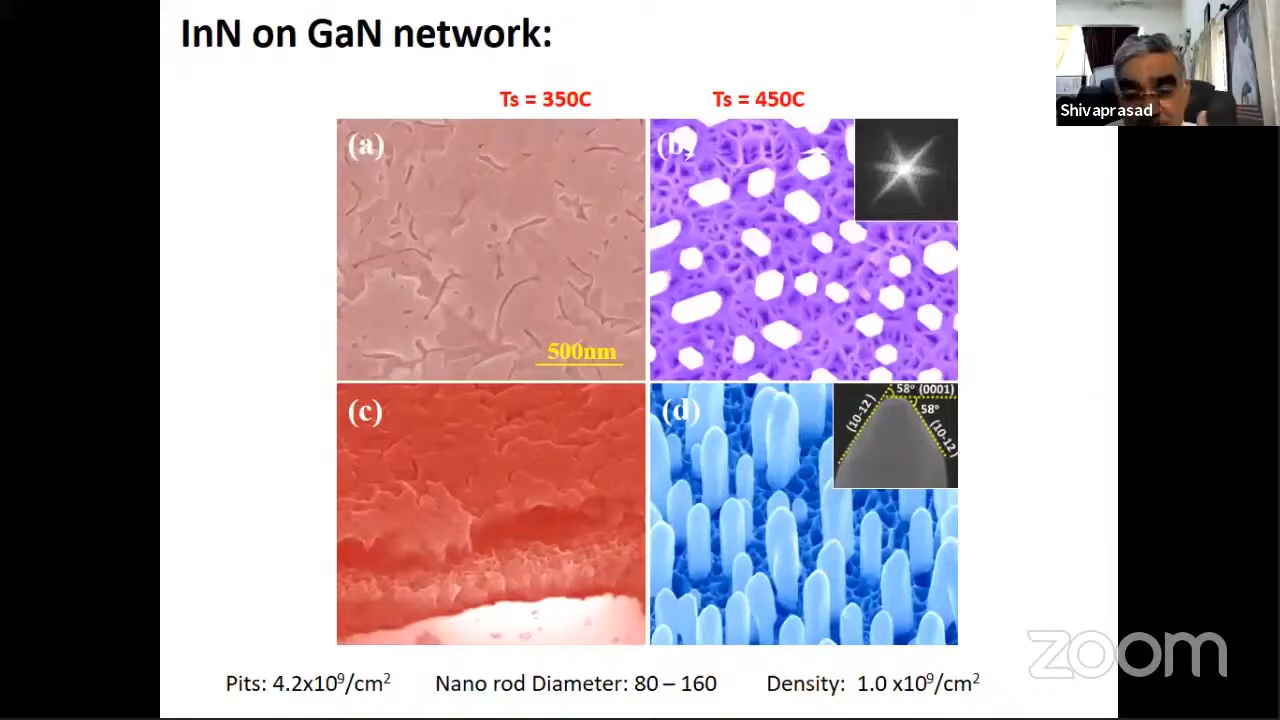 InN on GaN network:
Shivaprasad
Ts = 350C
Ts = 450C
(a)
(b)
500nm
(c)
(d)
58° (0001)
58°
(10-12)
(10-12)
Pits: 4.2x10⁹/cm²
Nano rod Diameter: 80 – 160
Density: 1.0 x10⁹/cm²
zoom